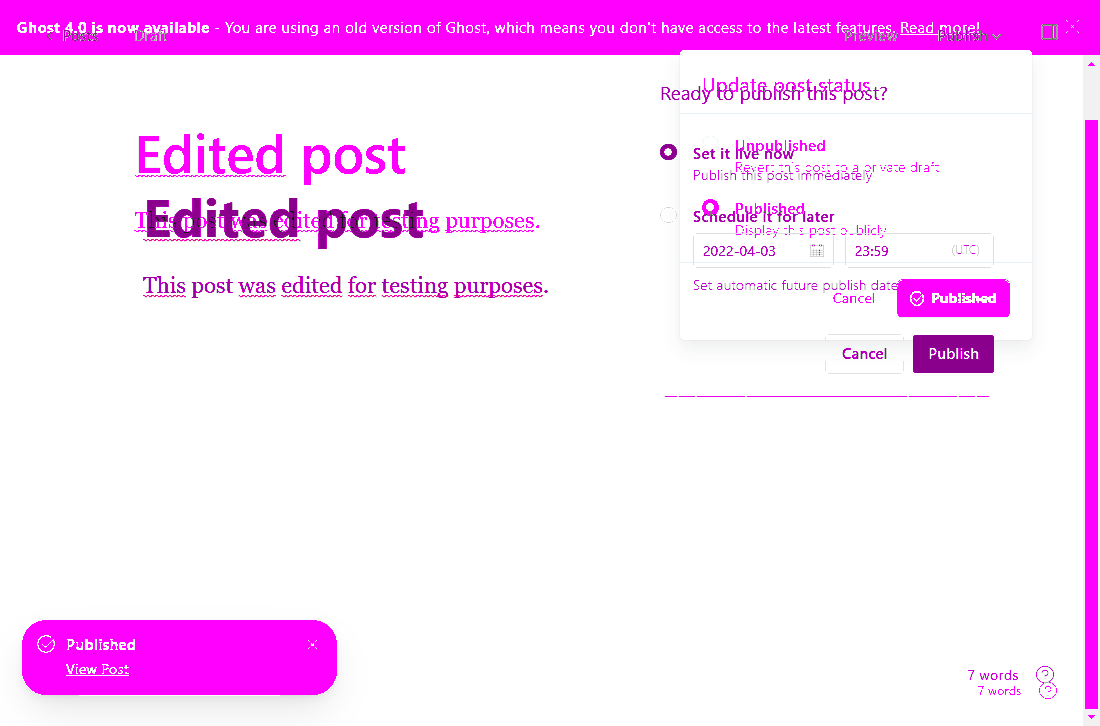 Ghost 4.0 is now available - You are using an old version of Ghost, which means you don't have access to the latest features. Read more!
Posts
Draft
Preview
Publish
Update post status
Ready to publish this post?
Unpublished
Set it live now
Revert this post to a private draft
Publish this post immediately
Published
Schedule it for later
Display this post publicly
2022-04-03
23:59
(UTC)
Set automatic future publish date
Cancel
Published
Cancel
Publish
Edited post
This post was edited for testing purposes.
Edited post
This post was edited for testing purposes.
Published
View Post
7 words
7 words